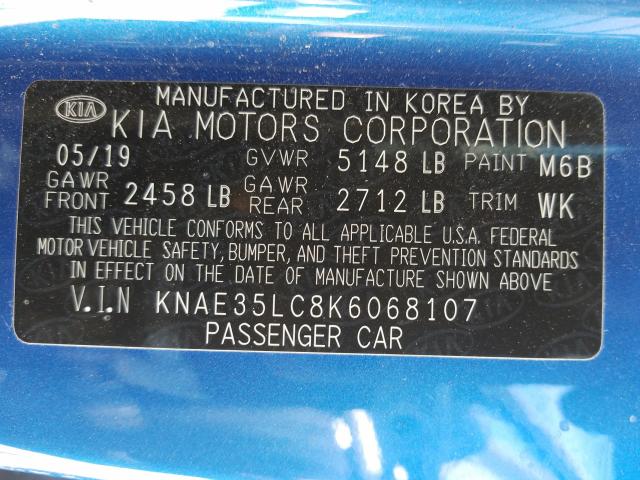 MANUFACTURED IN KOREA BY
KIA KIA MOTORS CORPORATION
05/19 GVWR 5148 LB PAINT M6B
GAWR FRONT 2458 LB GAWR REAR 2712 LB TRIM WK
THIS VEHICLE CONFORMS TO ALL APPLICABLE U.S.A. FEDERAL
MOTOR VEHICLE SAFETY, BUMPER, AND THEFT PREVENTION STANDARDS
IN EFFECT ON THE DATE OF MANUFACTURE SHOWN ABOVE
V.I.N KNAE35LC8K6068107
PASSENGER CAR